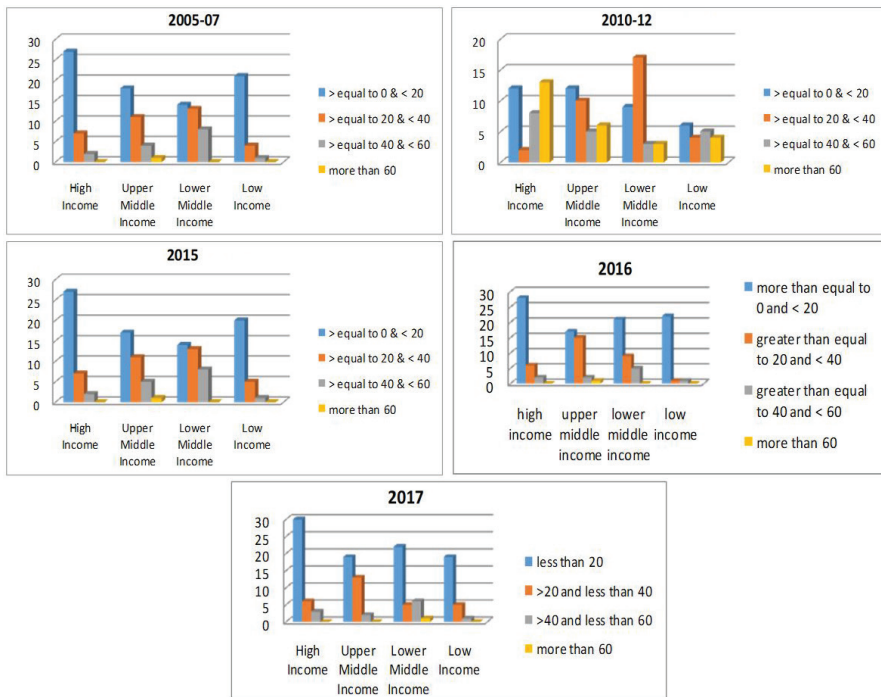 2005-07
30
25
20
15
10
5
0
High
Income
Upper
Middle
Income
Lower
Middle
Income
Low
Income
> equal to 0 & < 20
> equal to 20 & < 40
> equal to 40 & < 60
more than 60
2010-12
20
15
10
5
0
High
Income
Upper
Middle
Income
Lower
Middle
Income
Low
Income
> equal to 0 & < 20
> equal to 20 & < 40
> equal to 40 & < 60
more than 60
2015
30
25
20
15
10
5
0
High
Income
Upper
Middle
Income
Lower
Middle
Income
Low
Income
> equal to 0 & < 20
> equal to 20 & < 40
> equal to 40 & < 60
more than 60
2016
30
25
20
15
10
5
0
high
income
upper
middle
income
lower
middle
income
low
income
more than equal to
0 and < 20
greater than equal
to 20 and < 40
greater than equal
to 40 and < 60
more than 60
2017
30
25
20
15
10
5
0
High
Income
Upper
Middle
Income
Lower
Middle
Income
Low
Income
less than 20
>20 and less than 40
>40 and less than 60
more than 60